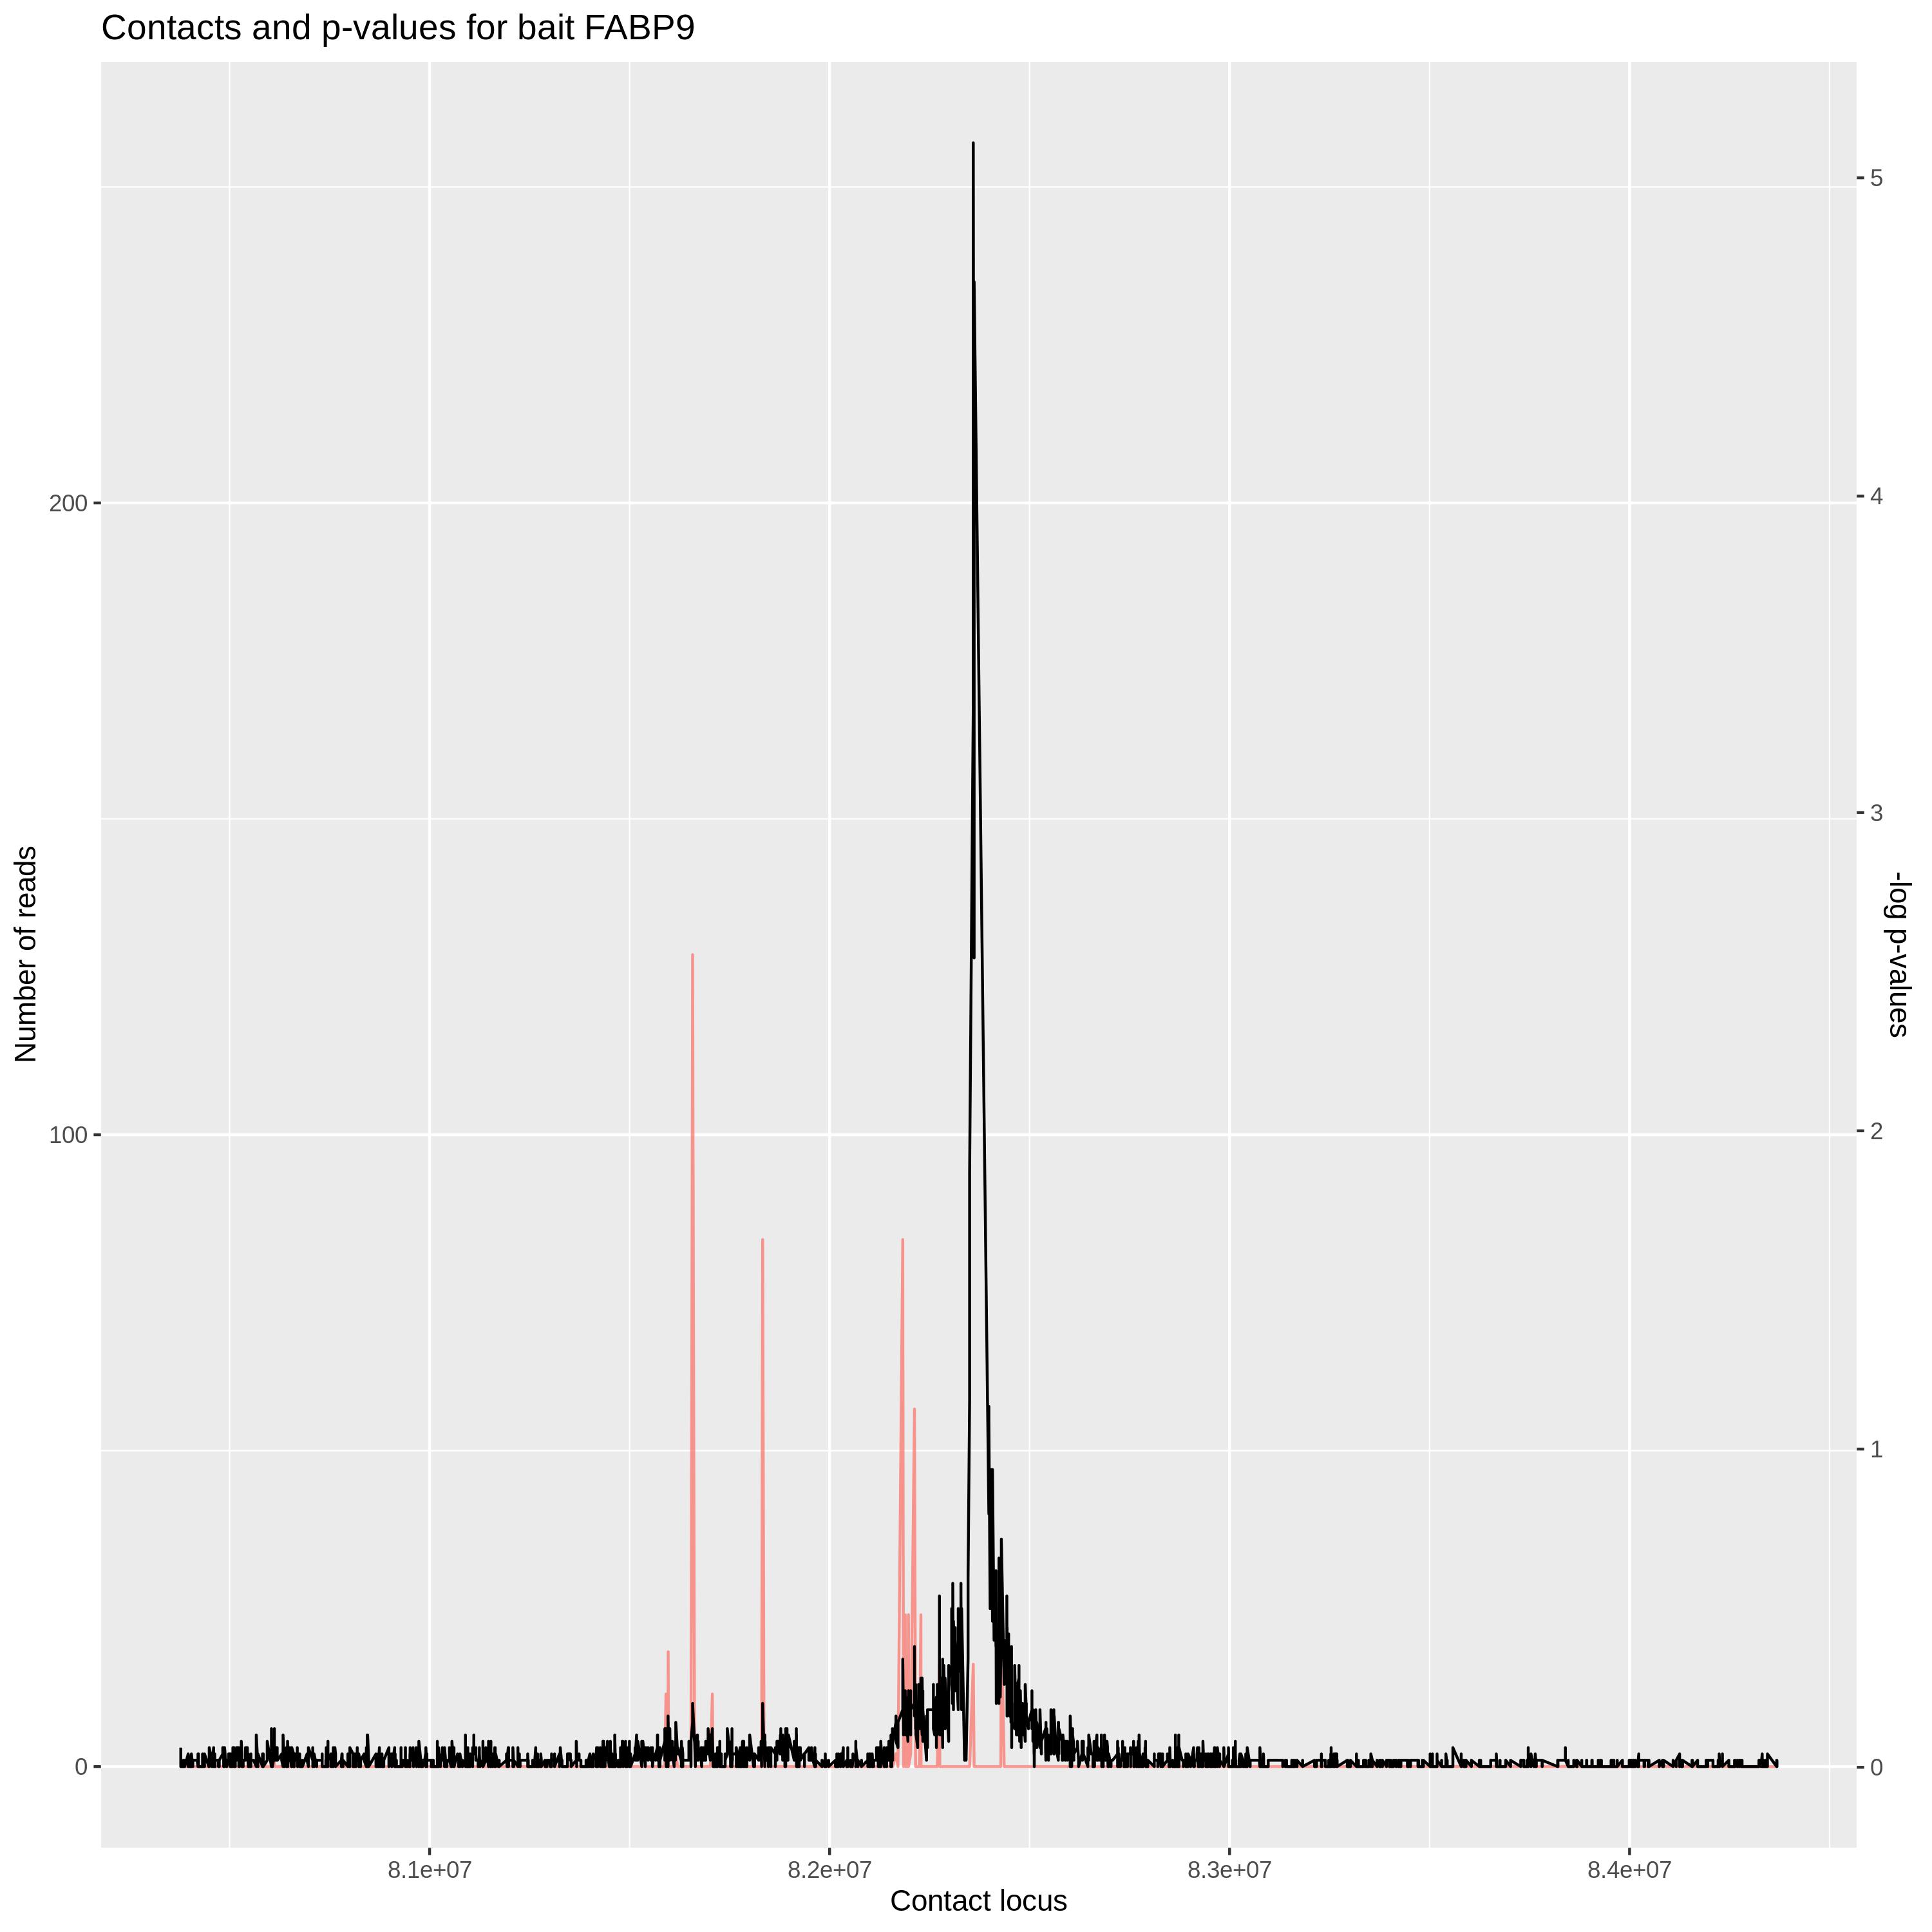 Contacts and p-values for bait FABP9
Number of reads
200
100
0
5
4
3
2
1
0
-log p-values
8.1e+07
8.2e+07
8.3e+07
8.4e+07
Contact locus